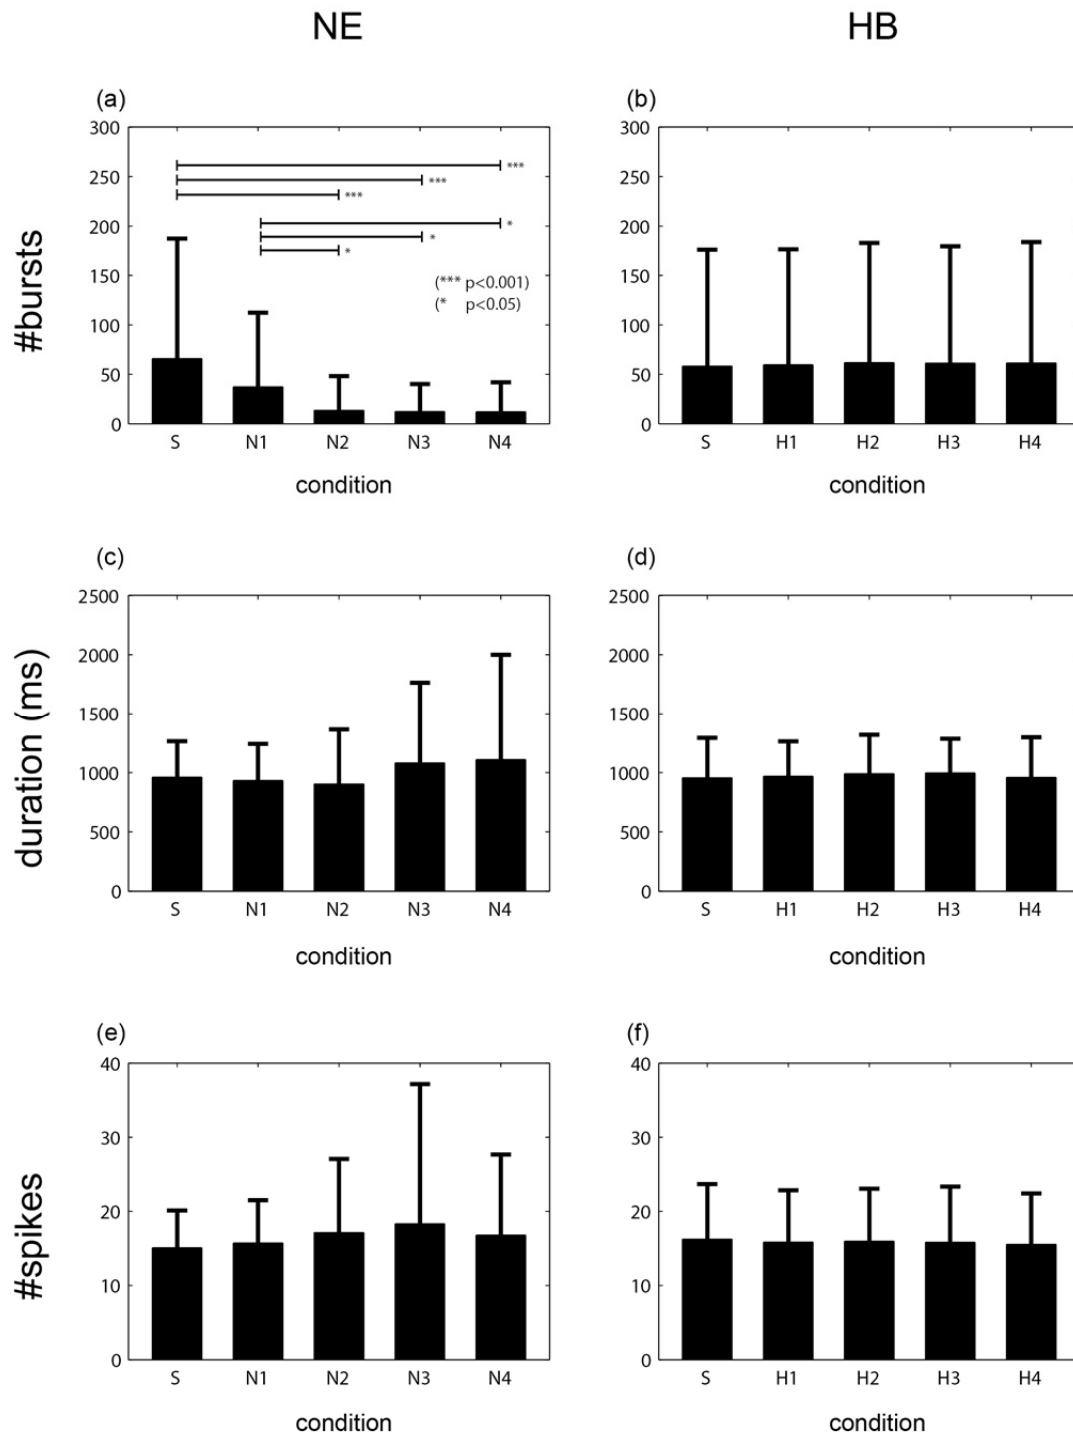 NE
HB
(a)
(b)
#bursts
300
250
200
150
100
50
0
***
***
***
*
*
*
(*** p<0.001)
(* p<0.05)
S N1 N2 N3 N4
condition
300
250
200
150
100
50
0
S H1 H2 H3 H4
condition
(c)
(d)
duration (ms)
2500
2000
1500
1000
500
0
S N1 N2 N3 N4
condition
2500
2000
1500
1000
500
0
S H1 H2 H3 H4
condition
(e)
(f)
#spikes
40
30
20
10
0
S N1 N2 N3 N4
condition
40
30
20
10
0
S H1 H2 H3 H4
condition